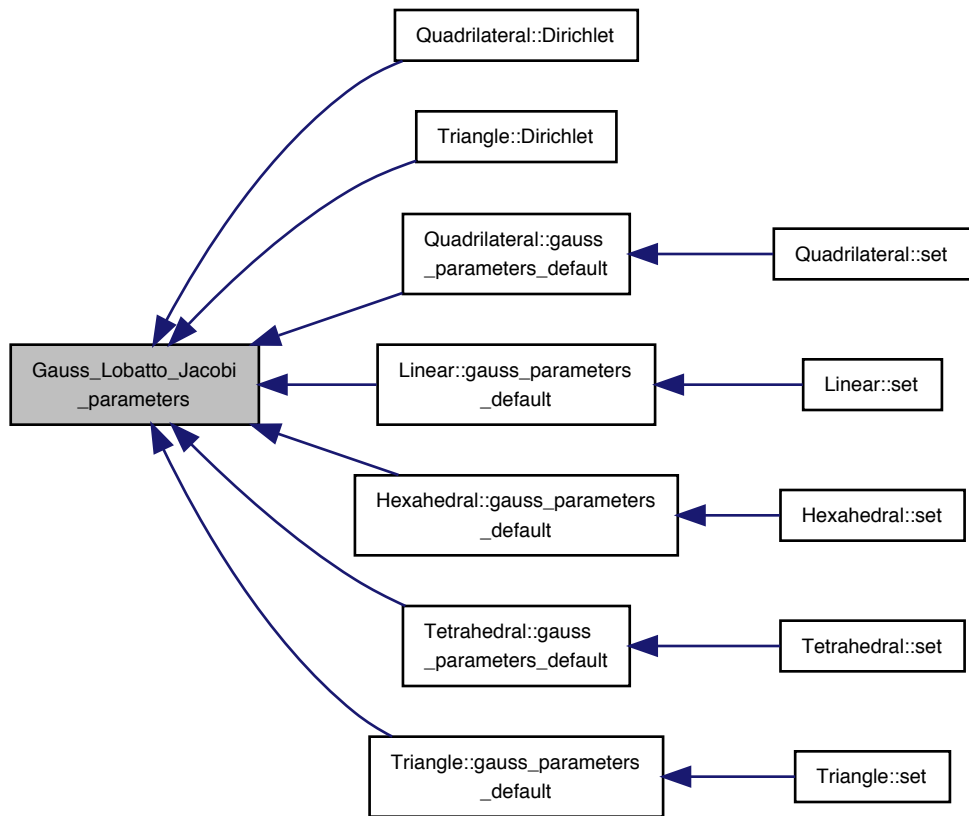 Quadrilateral::Dirichlet
Triangle::Dirichlet
Quadrilateral::gauss
_parameters_default
Quadrilateral::set
Gauss_Lobatto_Jacobi
_parameters
Linear::gauss_parameters
_default
Linear::set
Hexahedral::gauss_parameters
_default
Hexahedral::set
Tetrahedral::gauss
_parameters_default
Tetrahedral::set
Triangle::gauss_parameters
_default
Triangle::set